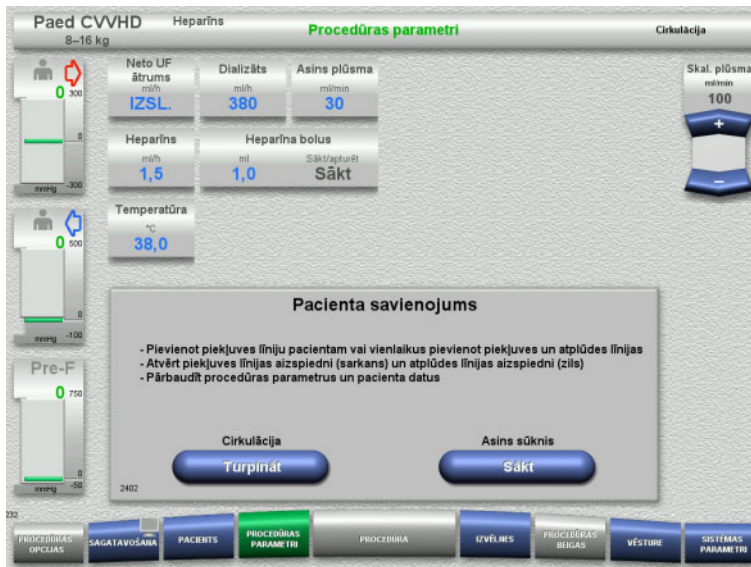 Paed CVVHD
8–16 kg
Heparīns
Procedūras parametri
Cirkulācija
0
300
0
-300
mmHg
0
500
0
-100
mmHg
Pre-F
0
750
0
-50
mmHg
Neto UF
ātrums
ml/h
IZSL.
Dializāts
ml/h
380
Asins plūsma
ml/min
30
Skal. plūsma
ml/min
100
+
–
Heparīns
ml/h
1,5
Heparīna bolus
ml
1,0
Sākt/apturēt
Sākt
Temperatūra
°C
38,0
Pacienta savienojums
- Pievienot piekļuves līniju pacientam vai vienlaikus pievienot piekļuves un atplūdes līnijas
- Atvērt piekļuves līnijas aizspiedni (sarkans) un atplūdes līnijas aizspiedni (zils)
- Pārbaudīt procedūras parametrus un pacienta datus
Cirkulācija
Turpināt
Asins sūknis
Sākt
2402
232
PROCEDŪRAS
OPCIJAS
SAGATAVOŠANA
PACIENTS
PROCEDŪRAS
PARAMETRI
PROCEDŪRA
IZVĒLNES
PROCEDŪRAS
BEIGAS
VĒSTURE
SISTĒMAS
PARAMETRI